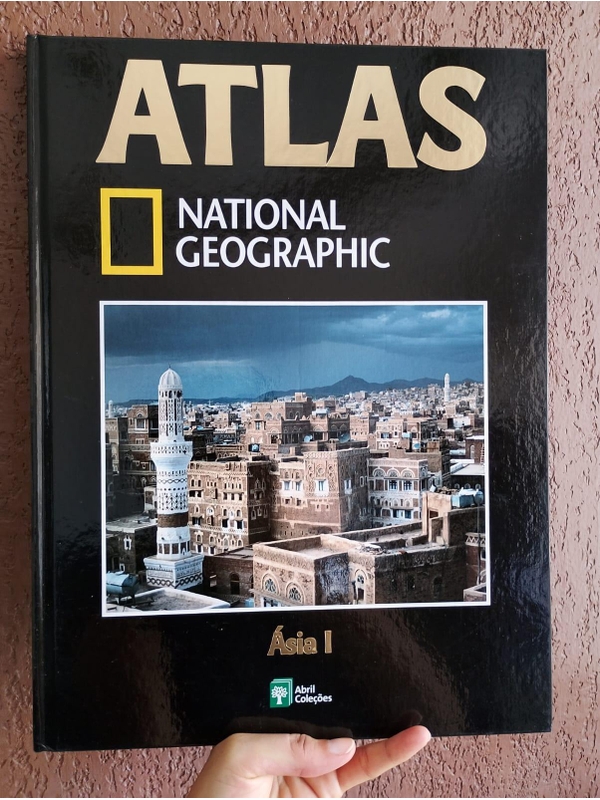 ATLAS
NATIONAL
GEOGRAPHIC
Ásia I
Abril
Coleções